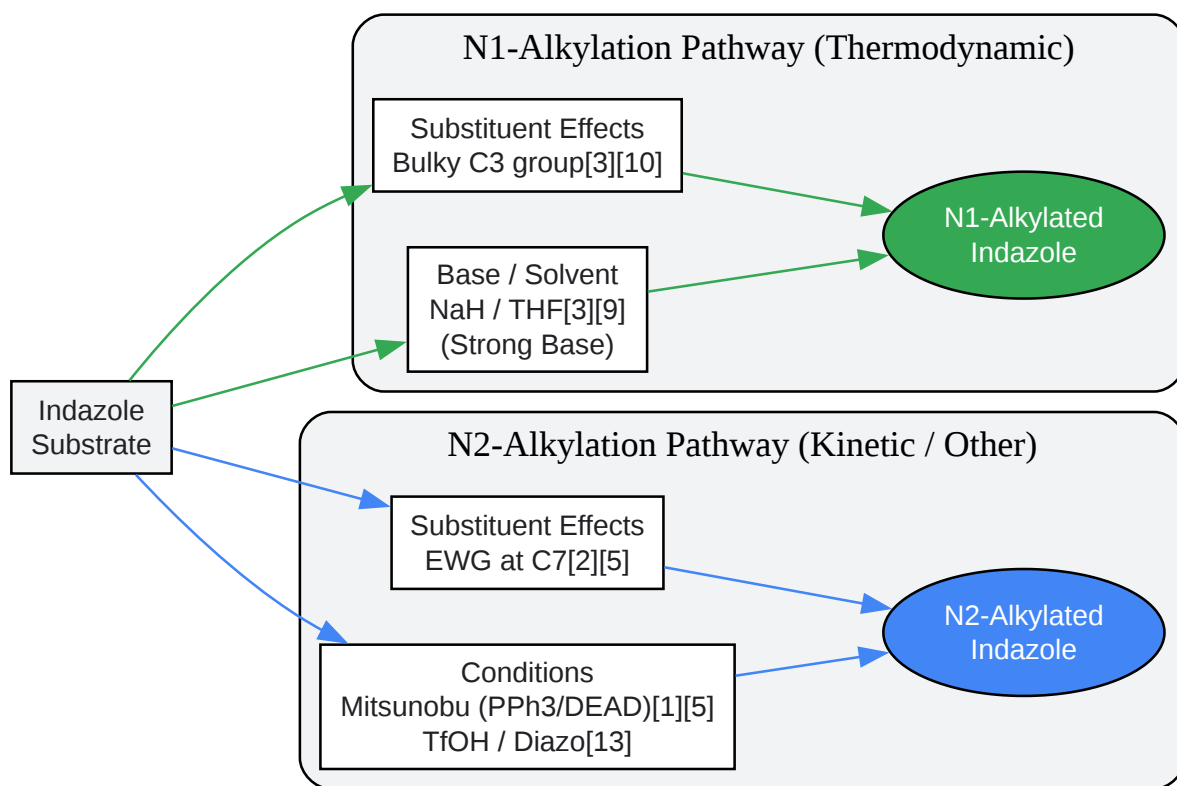 N1-Alkylation Pathway (Thermodynamic)
Substituent Effects
Bulky C3 group[3][10]
N1-Alkylated
Indazole
Base / Solvent
NaH / THF[3][9]
(Strong Base)
Indazole
Substrate
N2-Alkylation Pathway (Kinetic / Other)
Substituent Effects
EWG at C7[2][5]
N2-Alkylated
Indazole
Conditions
Mitsunobu (PPh3/DEAD)[1][5]
TfOH / Diazo[13]